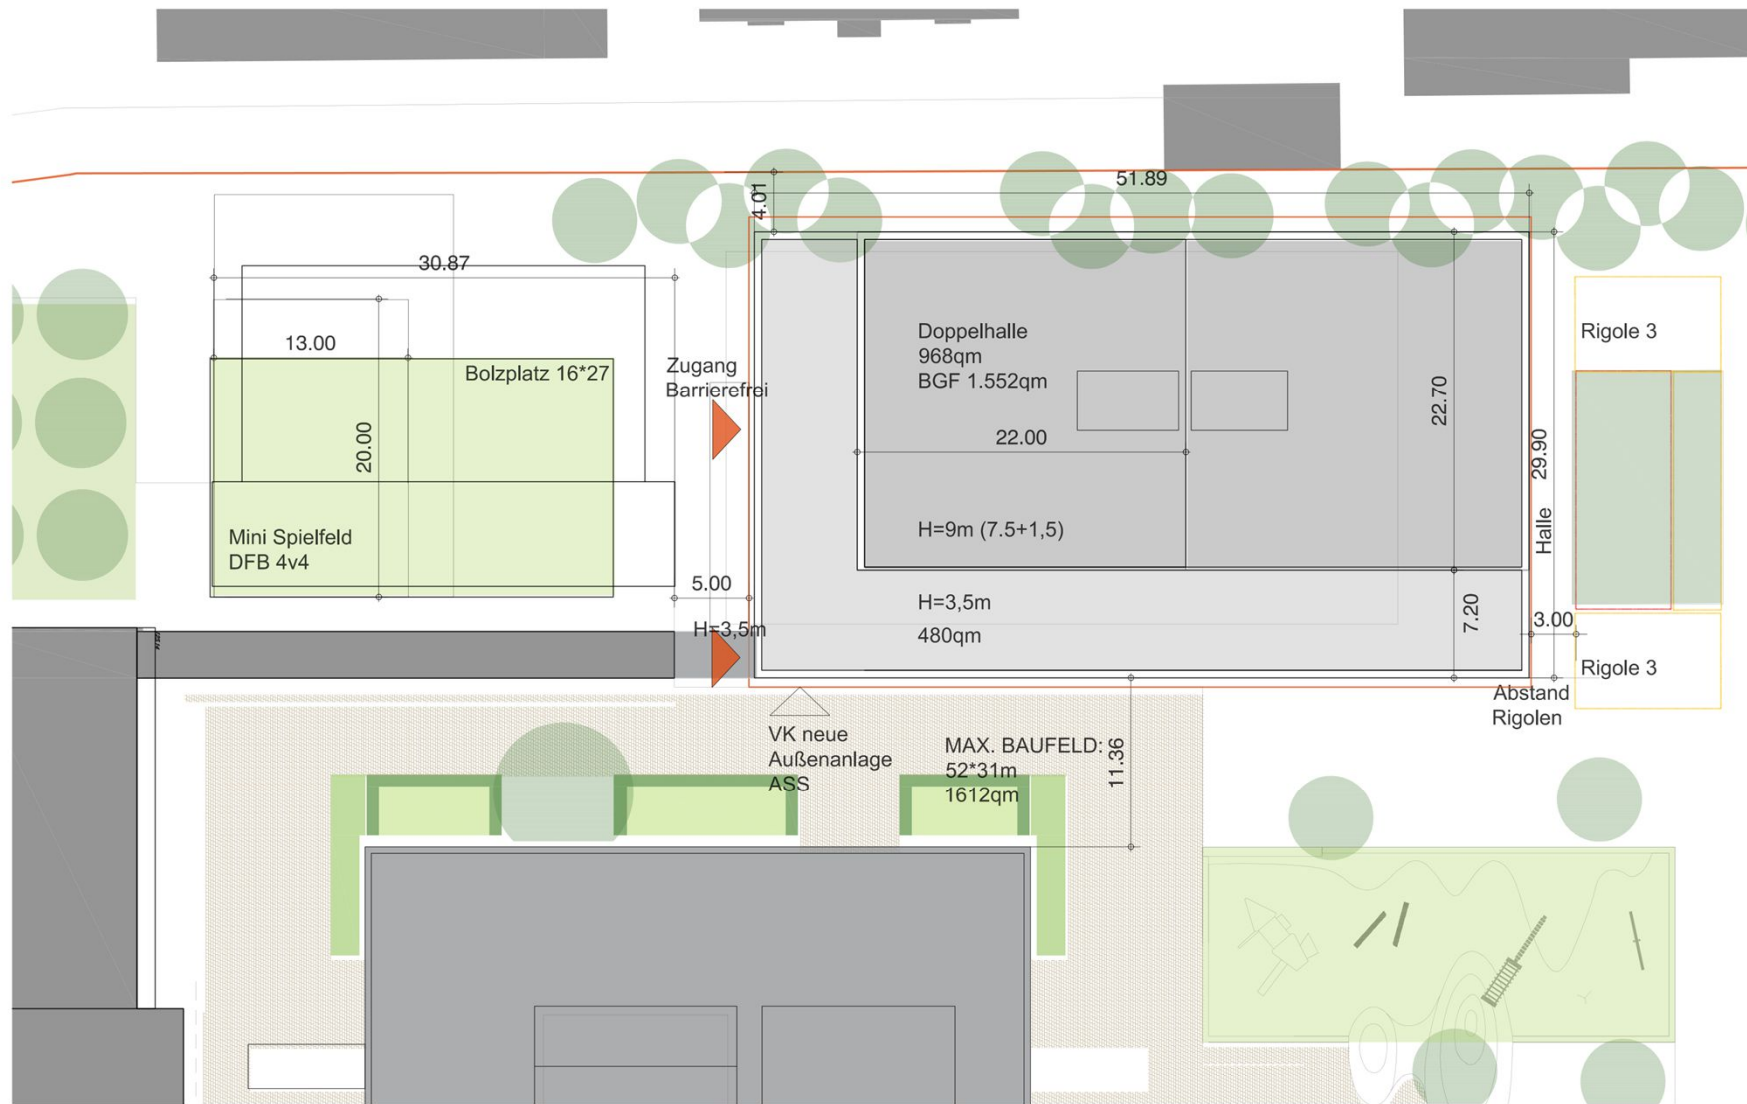 51.89
4.01
30.87
13.00
Bolzplatz 16*27
20.00
Mini Spielfeld
DFB 4v4
Zugang
Barrierefrei
Doppelhalle
968qm
BGF 1.552qm
22.00
22.70
29.90
Halle
H=9m (7.5+1,5)
Rigole 3
5.00
H=3,5m
H=3,5m
480qm
7.20
3.00
Rigole 3
Abstand
Rigolen
VK neue
Außenanlage
ASS
MAX. BAUFELD:
52*31m
1612qm
11.36